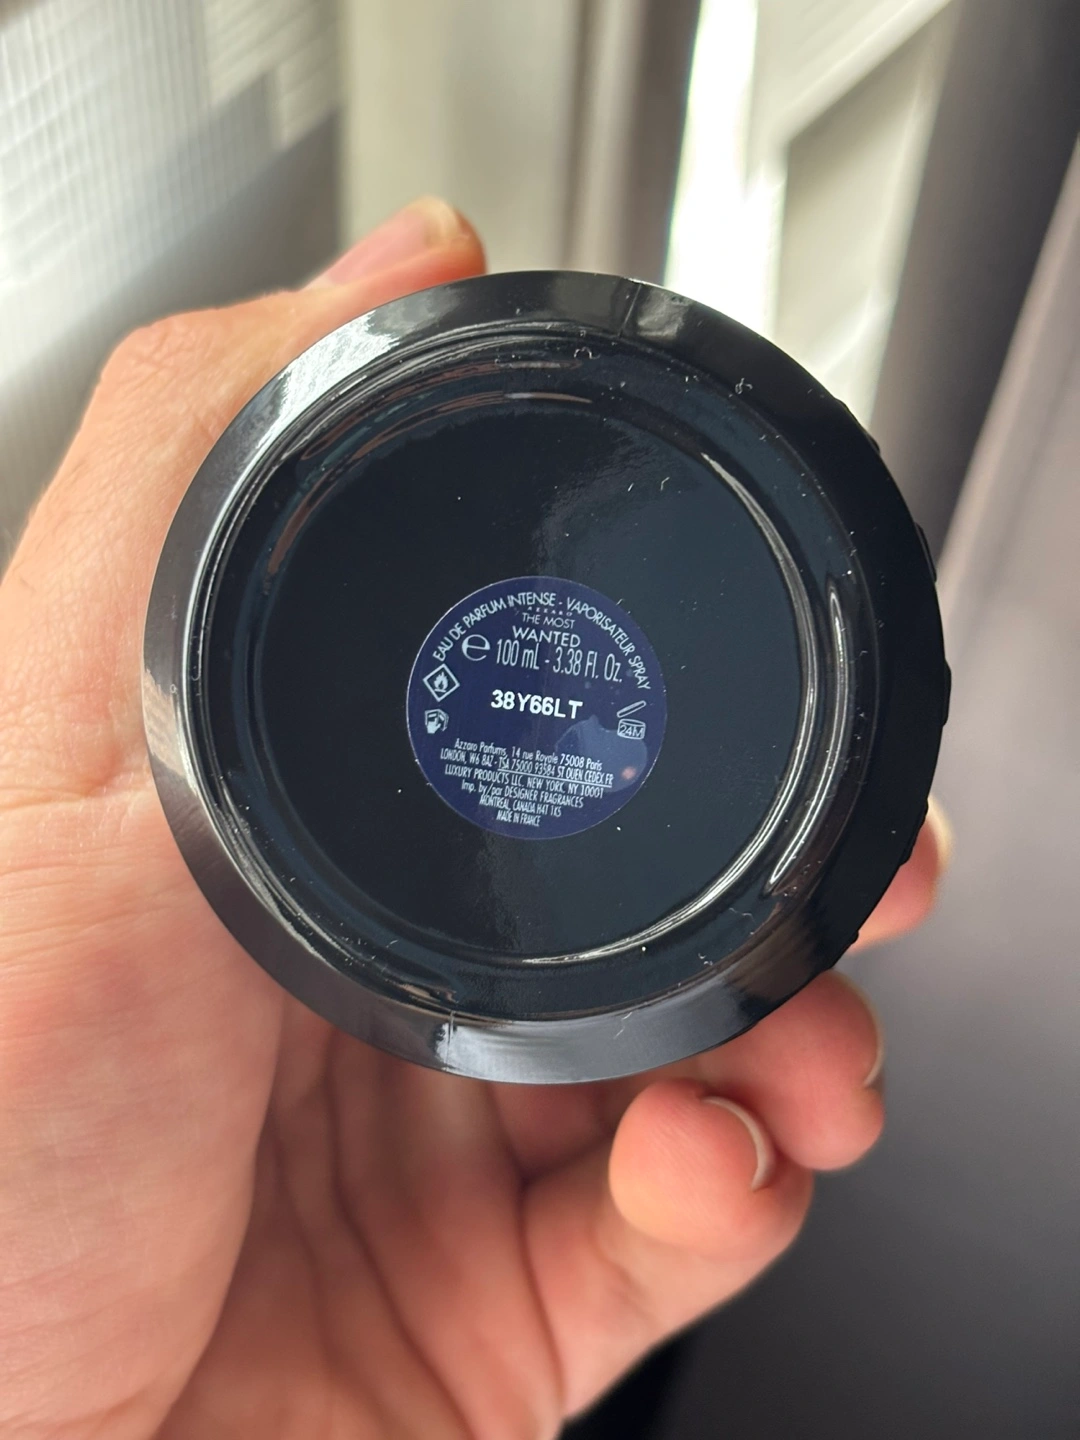 EAU DE PARFUM INTENSE - VAPORISATEUR SPRAY
AZZARO
THE MOST
WANTED
e 100 mL - 3.38 Fl. Oz.
38Y66LT
24M
Azzaro Parfums, 14 rue Royale 75008 Paris
LONDON, W6 8AZ - TSA 75000 93584 ST OUEN CEDEX FR
LUXURY PRODUCTS LLC, NEW YORK, NY 10001
Imp. by/par DESIGNER FRAGRANCES
MONTREAL, CANADA H4T 1K5
MADE IN FRANCE